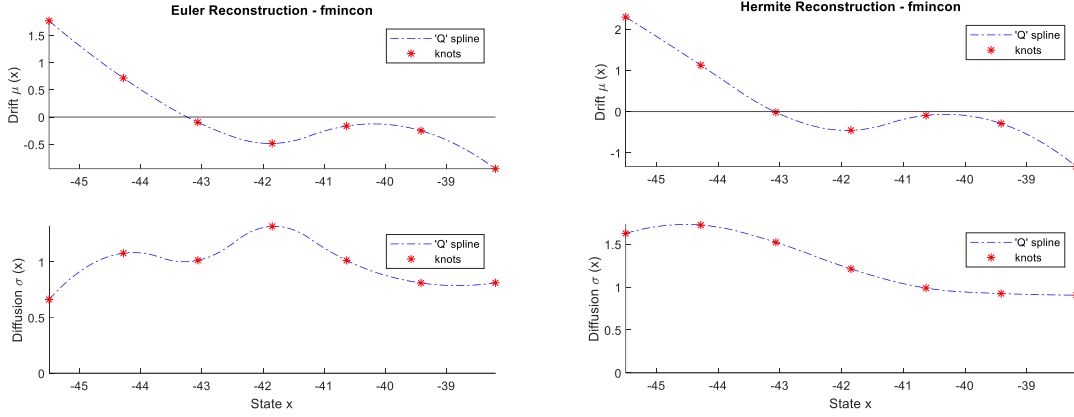 Euler Reconstruction - fmincon
Drift μ (x)
1.5
1
0.5
0
-0.5
'Q' spline
knots
-45 -44 -43 -42 -41 -40 -39
Diffusion σ (x)
1
0.5
0
'Q' spline
knots
-45 -44 -43 -42 -41 -40 -39
State x
Hermite Reconstruction - fmincon
Drift μ (x)
2
1
0
-1
'Q' spline
knots
-45 -44 -43 -42 -41 -40 -39
Diffusion σ (x)
1.5
1
0.5
0
'Q' spline
knots
-45 -44 -43 -42 -41 -40 -39
State x